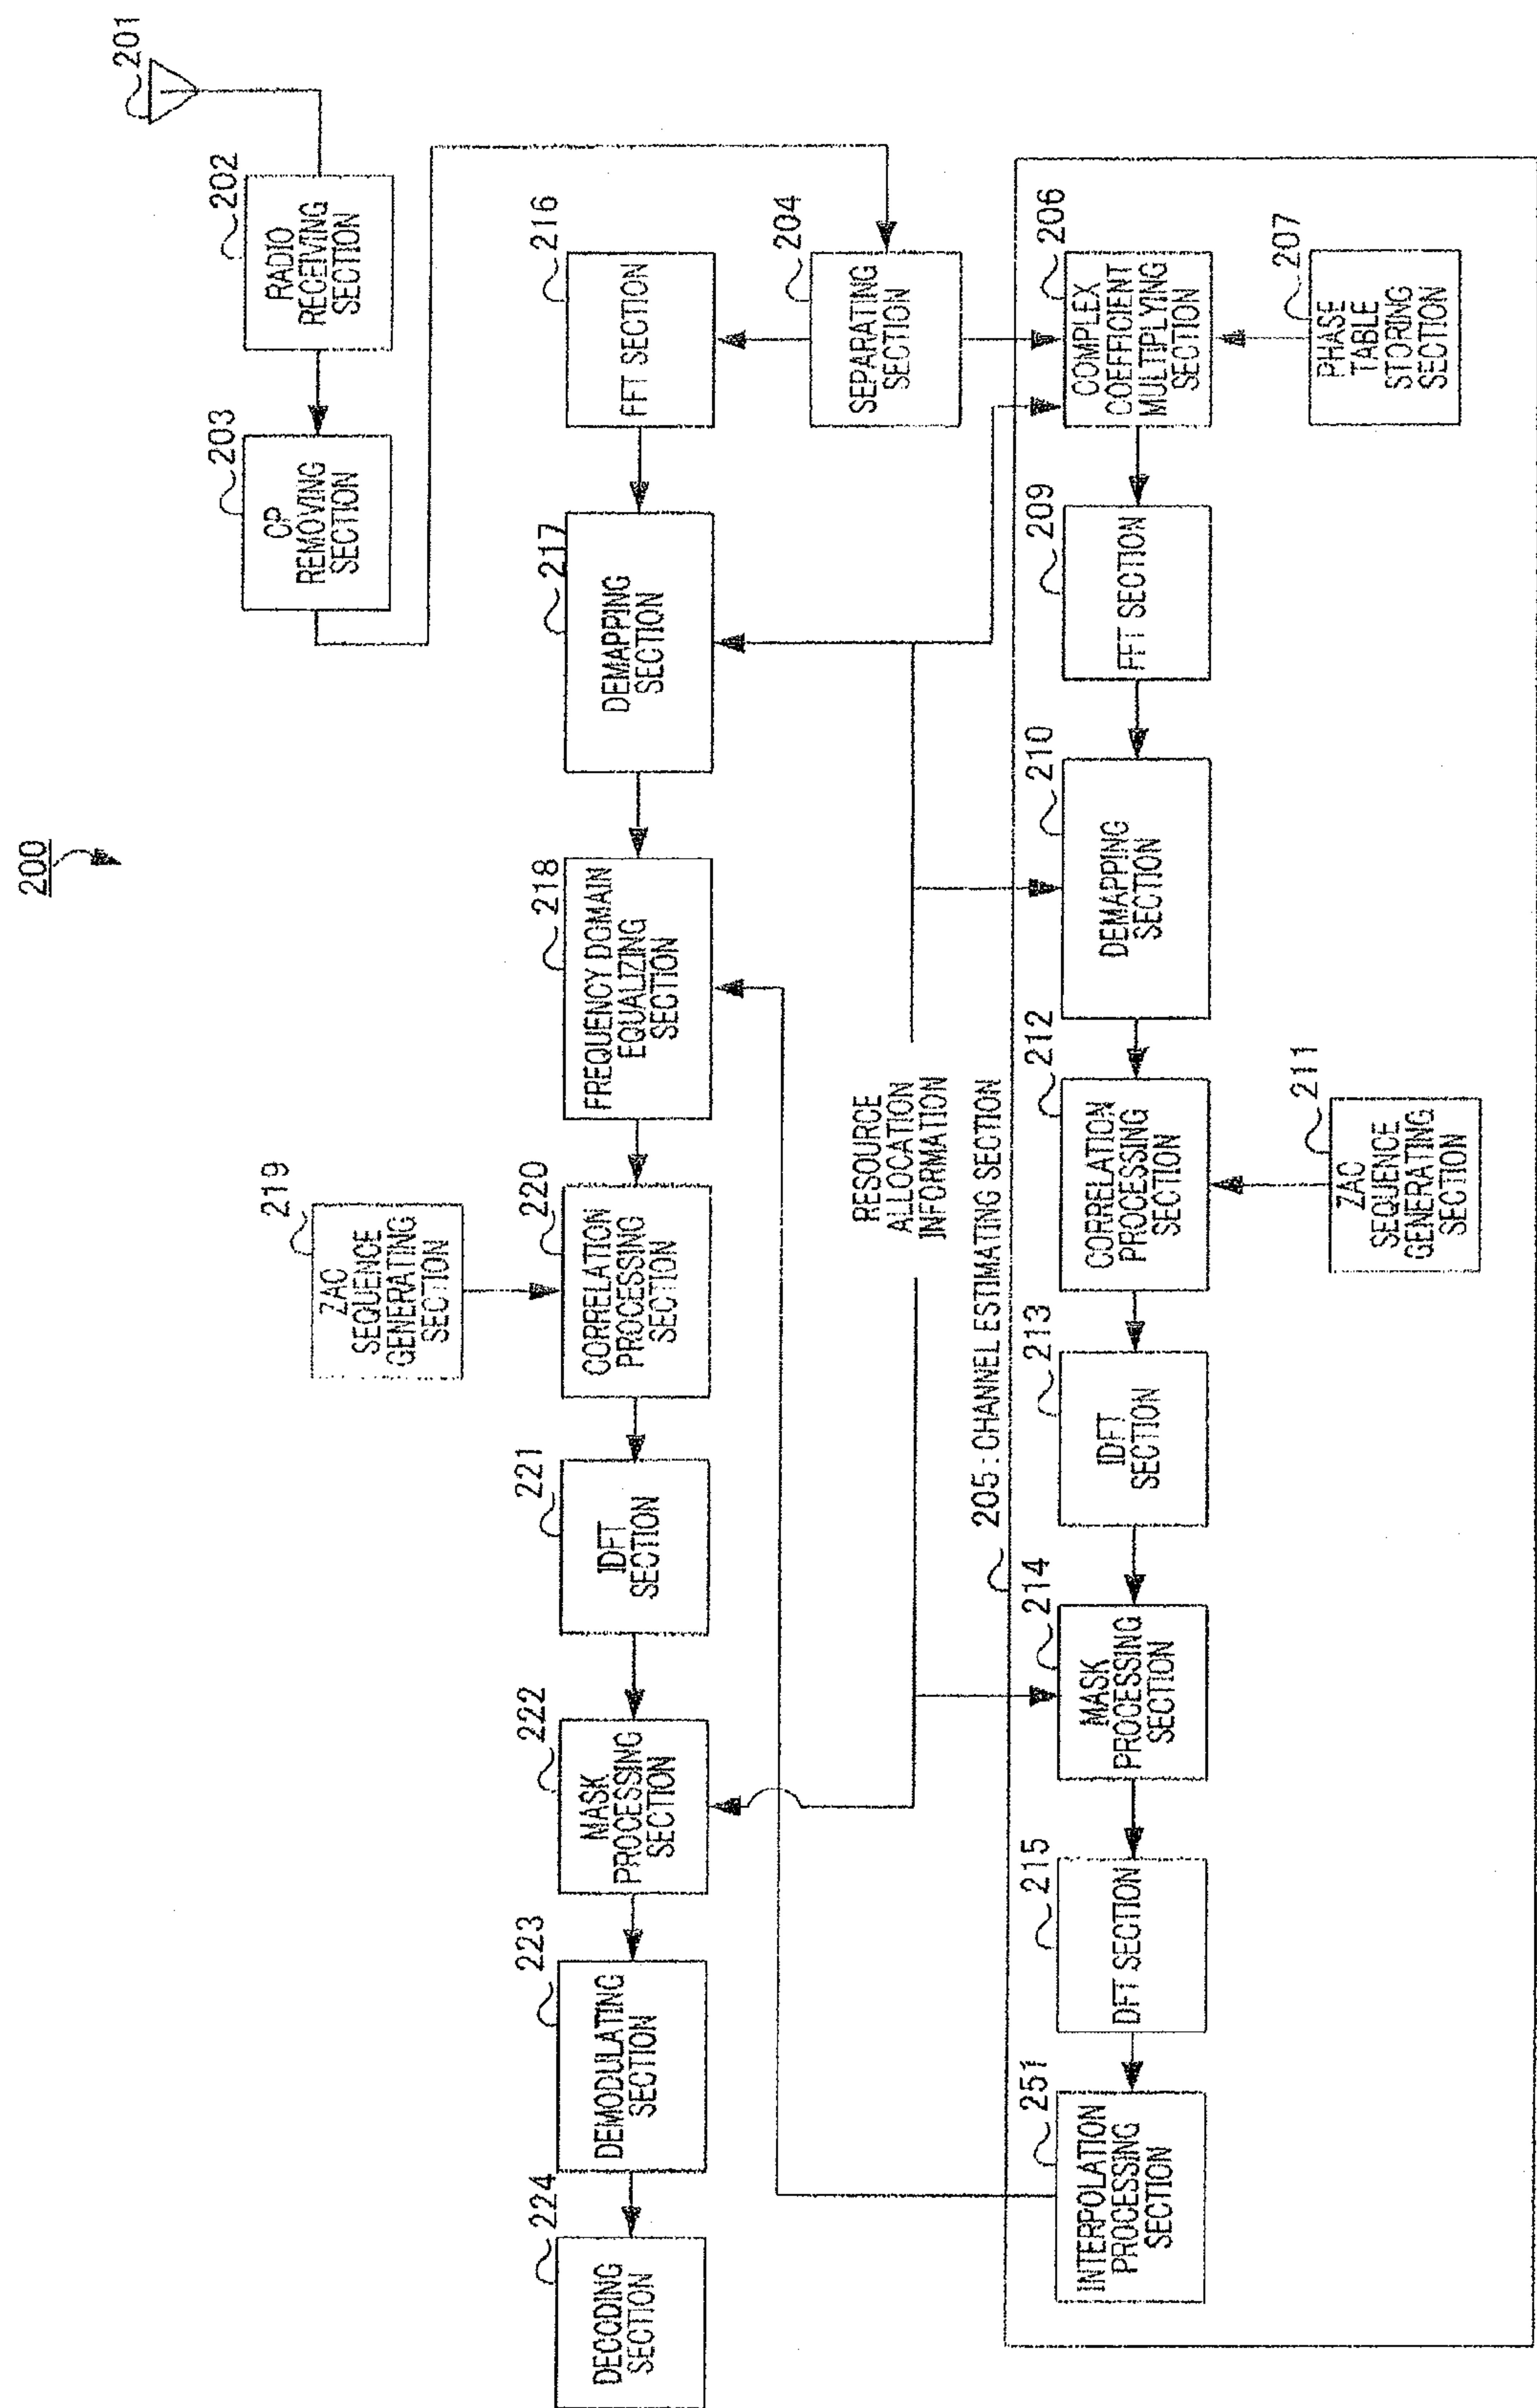 200
201
202
RADIO
RECEIVING
SECTION
203
CP
REMOVING
SECTION
204
SEPARATING
SECTION
216
FFT SECTION
217
DEMAPPING
SECTION
218
FREQUENCY DOMAIN
EQUALIZING
SECTION
219
ZAC
SEQUENCE
GENERATING
SECTION
220
CORRELATION
PROCESSING
SECTION
221
IDFT
SECTION
222
MASK
PROCESSING
SECTION
223
DEMODULATING
SECTION
224
DECODING
SECTION
RESOURCE
ALLOCATION
INFORMATION
205 : CHANNEL ESTIMATING SECTION
206
COMPLEX
COEFFICIENT
MULTIPLYING
SECTION
207
PHASE
TABLE
STORING
SECTION
209
FFT SECTION
210
DEMAPPING
SECTION
211
ZAC
SEQUENCE
GENERATING
SECTION
212
CORRELATION
PROCESSING
SECTION
213
IDFT
SECTION
214
MASK
PROCESSING
SECTION
215
DFT SECTION
251
INTERPOLATION
PROCESSING
SECTION